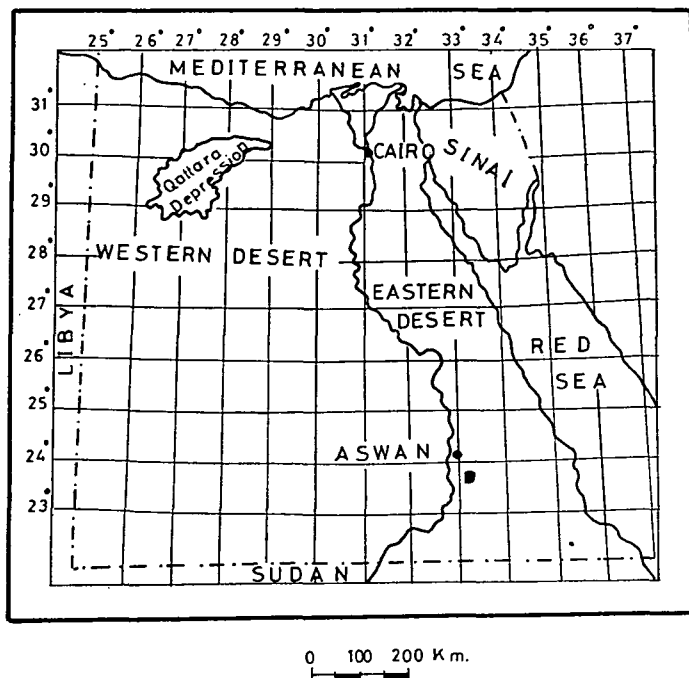 25° 26° 27° 28° 29° 30° 31° 32° 33° 34° 35° 36° 37°
MEDITERRANEAN SEA
31°
30°
CAIRO
SINAI
Qattara
Depression
29°
28°
WESTERN DESERT
27°
EASTERN
DESERT
26°
RED
SEA
LIBYA
25°
24°
ASWAN
23°
SUDAN
0 100 200 Km.